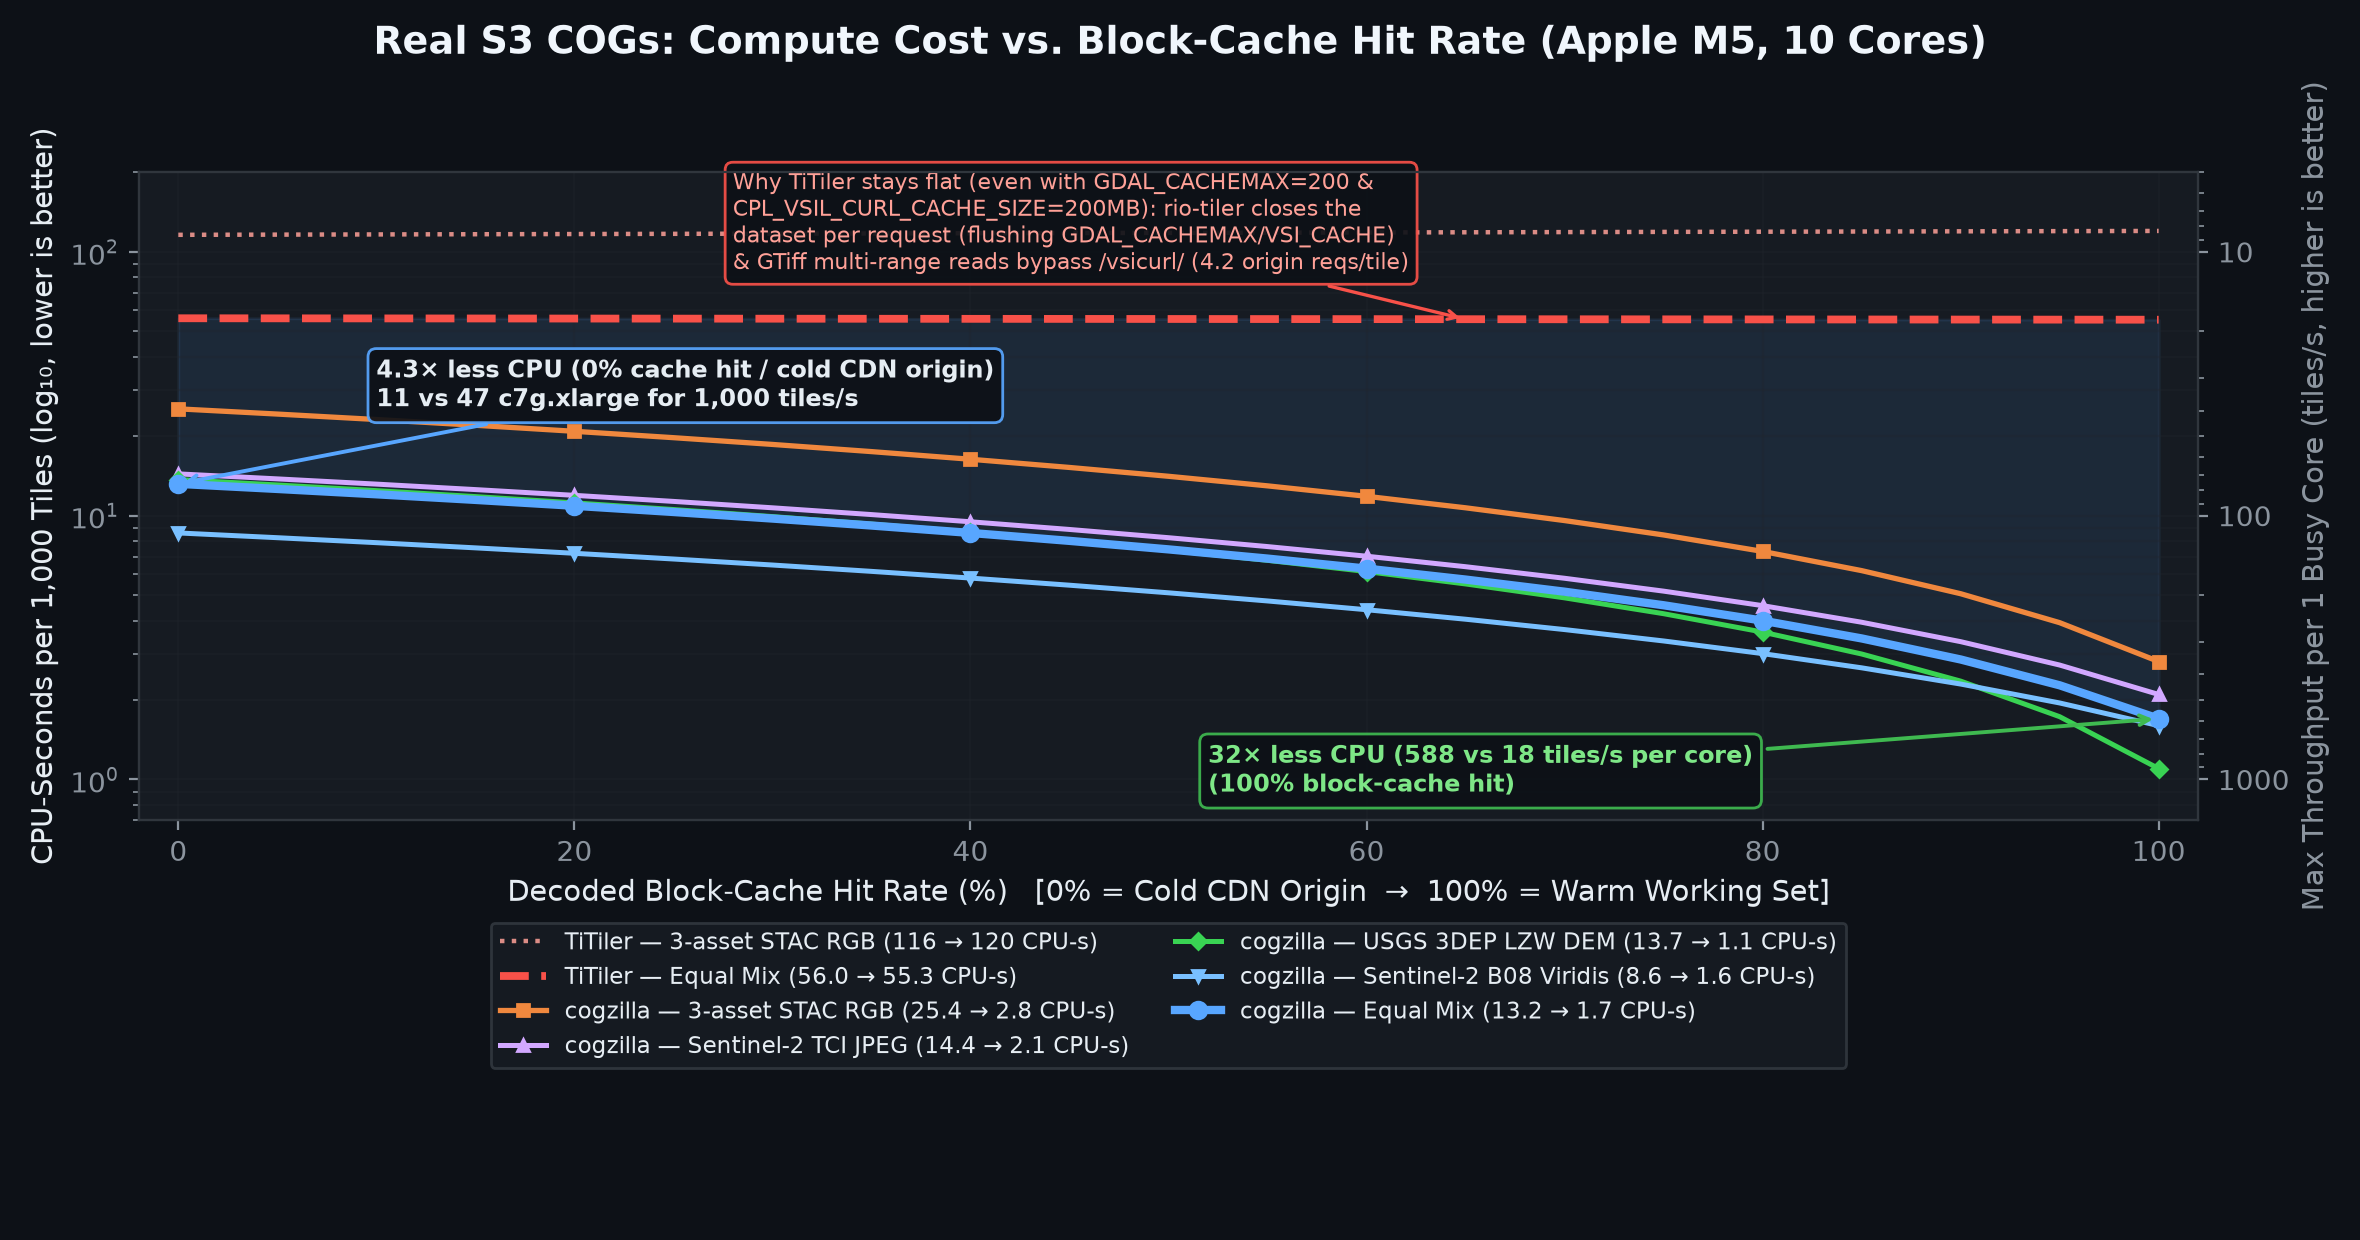 Real S3 COGs: Compute Cost vs. Block-Cache Hit Rate (Apple M5, 10 Cores)
CPU-Seconds per 1,000 Tiles (log₁₀, lower is better)
10²
10¹
10⁰
Why TiTiler stays flat (even with GDAL_CACHEMAX=200 &
CPL_VSIL_CURL_CACHE_SIZE=200MB): rio-tiler closes the
dataset per request (flushing GDAL_CACHEMAX/VSI_CACHE)
& GTiff multi-range reads bypass /vsicurl/ (4.2 origin reqs/tile)
4.3× less CPU (0% cache hit / cold CDN origin)
11 vs 47 c7g.xlarge for 1,000 tiles/s
32× less CPU (588 vs 18 tiles/s per core)
(100% block-cache hit)
10
100
1000
Max Throughput per 1 Busy Core (tiles/s, higher is better)
0 20 40 60 80 100
Decoded Block-Cache Hit Rate (%) [0% = Cold CDN Origin → 100% = Warm Working Set]
TiTiler — 3-asset STAC RGB (116 → 120 CPU-s)
TiTiler — Equal Mix (56.0 → 55.3 CPU-s)
cogzilla — 3-asset STAC RGB (25.4 → 2.8 CPU-s)
cogzilla — Sentinel-2 TCI JPEG (14.4 → 2.1 CPU-s)
cogzilla — USGS 3DEP LZW DEM (13.7 → 1.1 CPU-s)
cogzilla — Sentinel-2 B08 Viridis (8.6 → 1.6 CPU-s)
cogzilla — Equal Mix (13.2 → 1.7 CPU-s)